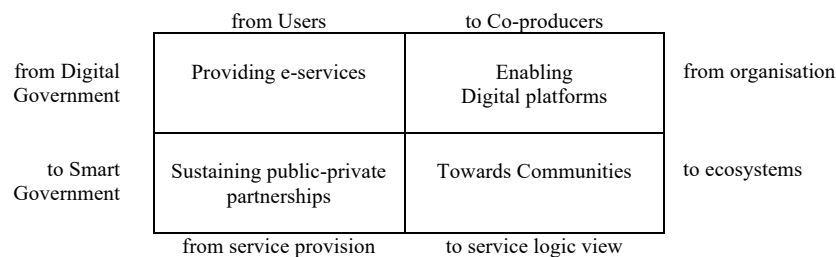 from Users
to Co-producers
from Digital
Government
Providing e-services
Enabling
Digital platforms
from organisation
to Smart
Government
Sustaining public-private
partnerships
Towards Communities
to ecosystems
from service provision
to service logic view